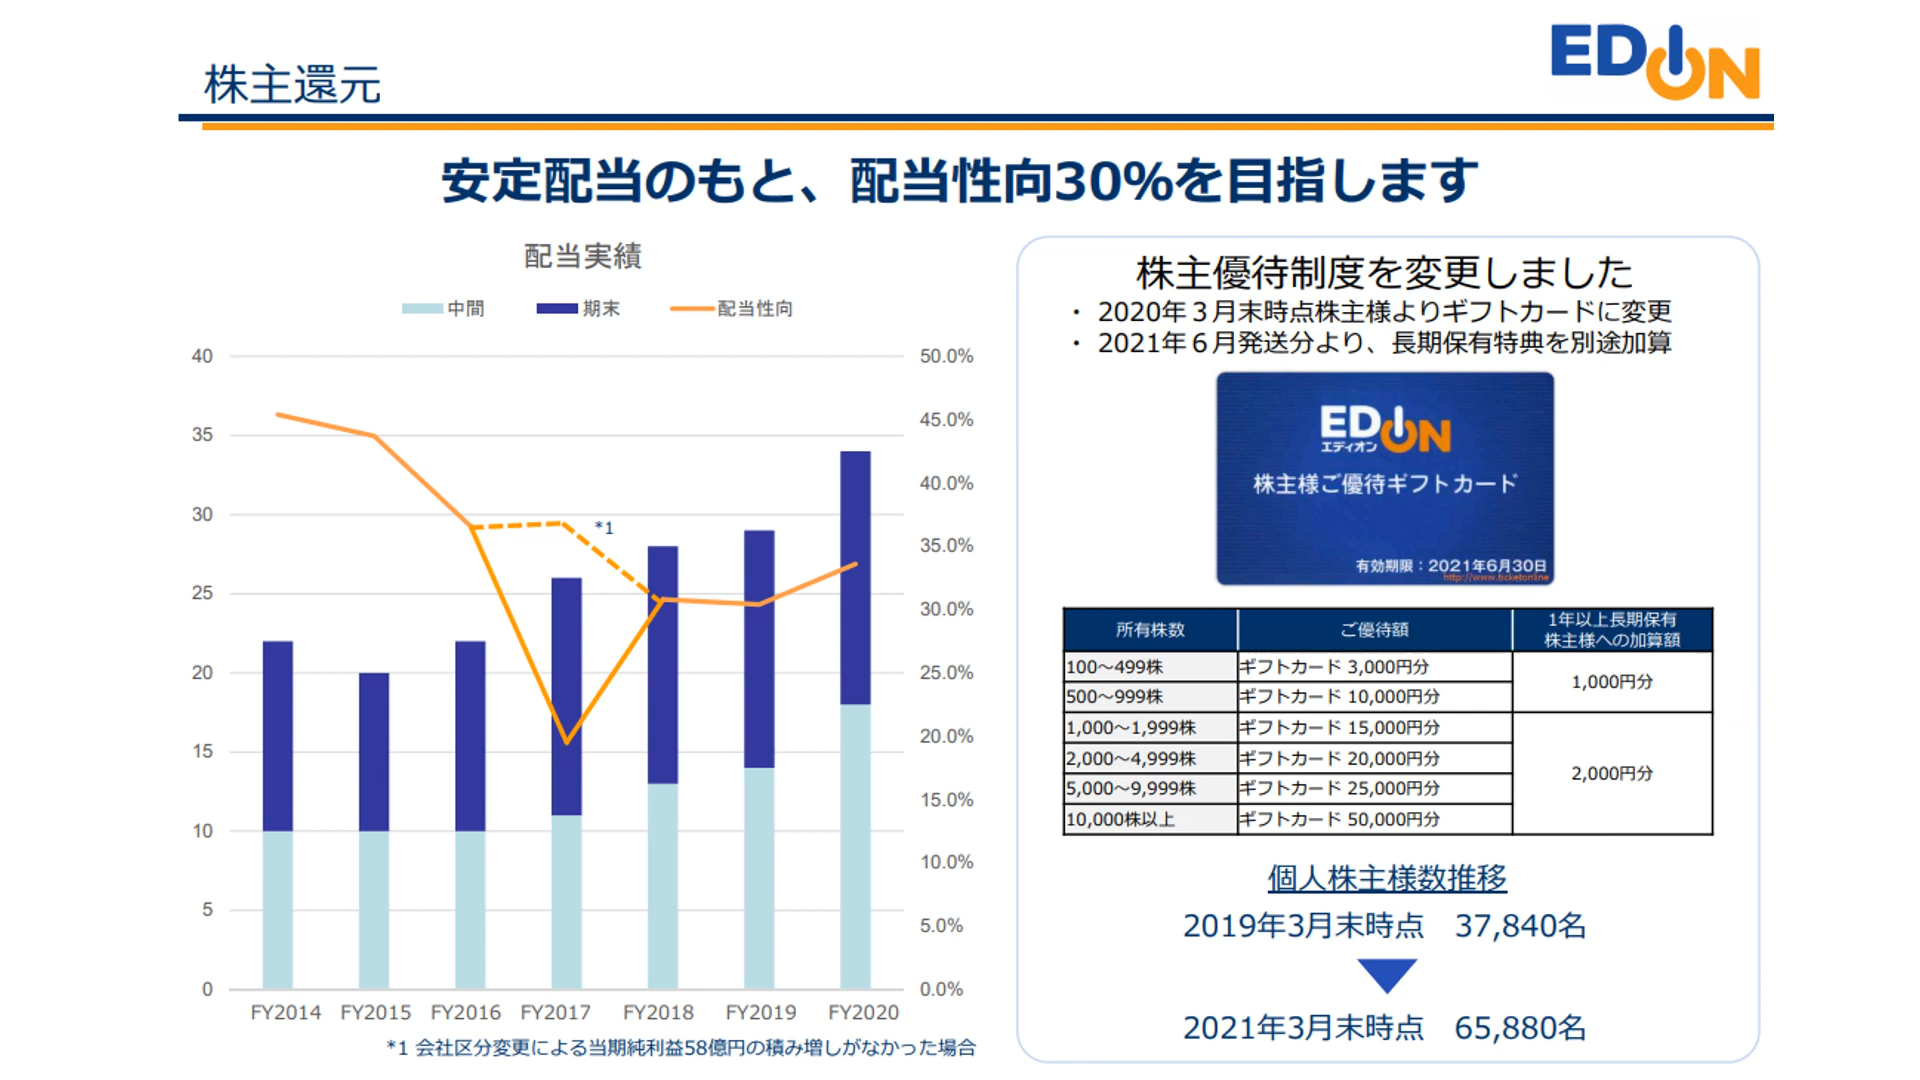 株主還元
EDION
安定配当のもと、配当性向30%を目指します
配当実績
中間 期末 配当性向
40
35
30
25
20
15
10
5
0
50.0%
45.0%
40.0%
35.0%
30.0%
25.0%
20.0%
15.0%
10.0%
5.0%
0.0%
*1
FY2014 FY2015 FY2016 FY2017 FY2018 FY2019 FY2020
*1 会社区分変更による当期純利益58億円の積み増しがなかった場合
株主優待制度を変更しました
・ 2020年3月末時点株主様よりギフトカードに変更
・ 2021年6月発送分より、長期保有特典を別途加算
EDION
エディオン
株主様ご優待ギフトカード
有効期限：2021年6月30日
http://www.ticketonline
所有株数 ご優待額 1年以上長期保有
株主様への加算額
100～499株 ギフトカード 3,000円分
1,000円分
500～999株 ギフトカード 10,000円分
1,000～1,999株 ギフトカード 15,000円分
2,000～4,999株 ギフトカード 20,000円分
2,000円分
5,000～9,999株 ギフトカード 25,000円分
10,000株以上 ギフトカード 50,000円分
個人株主様数推移
2019年3月末時点 37,840名
2021年3月末時点 65,880名